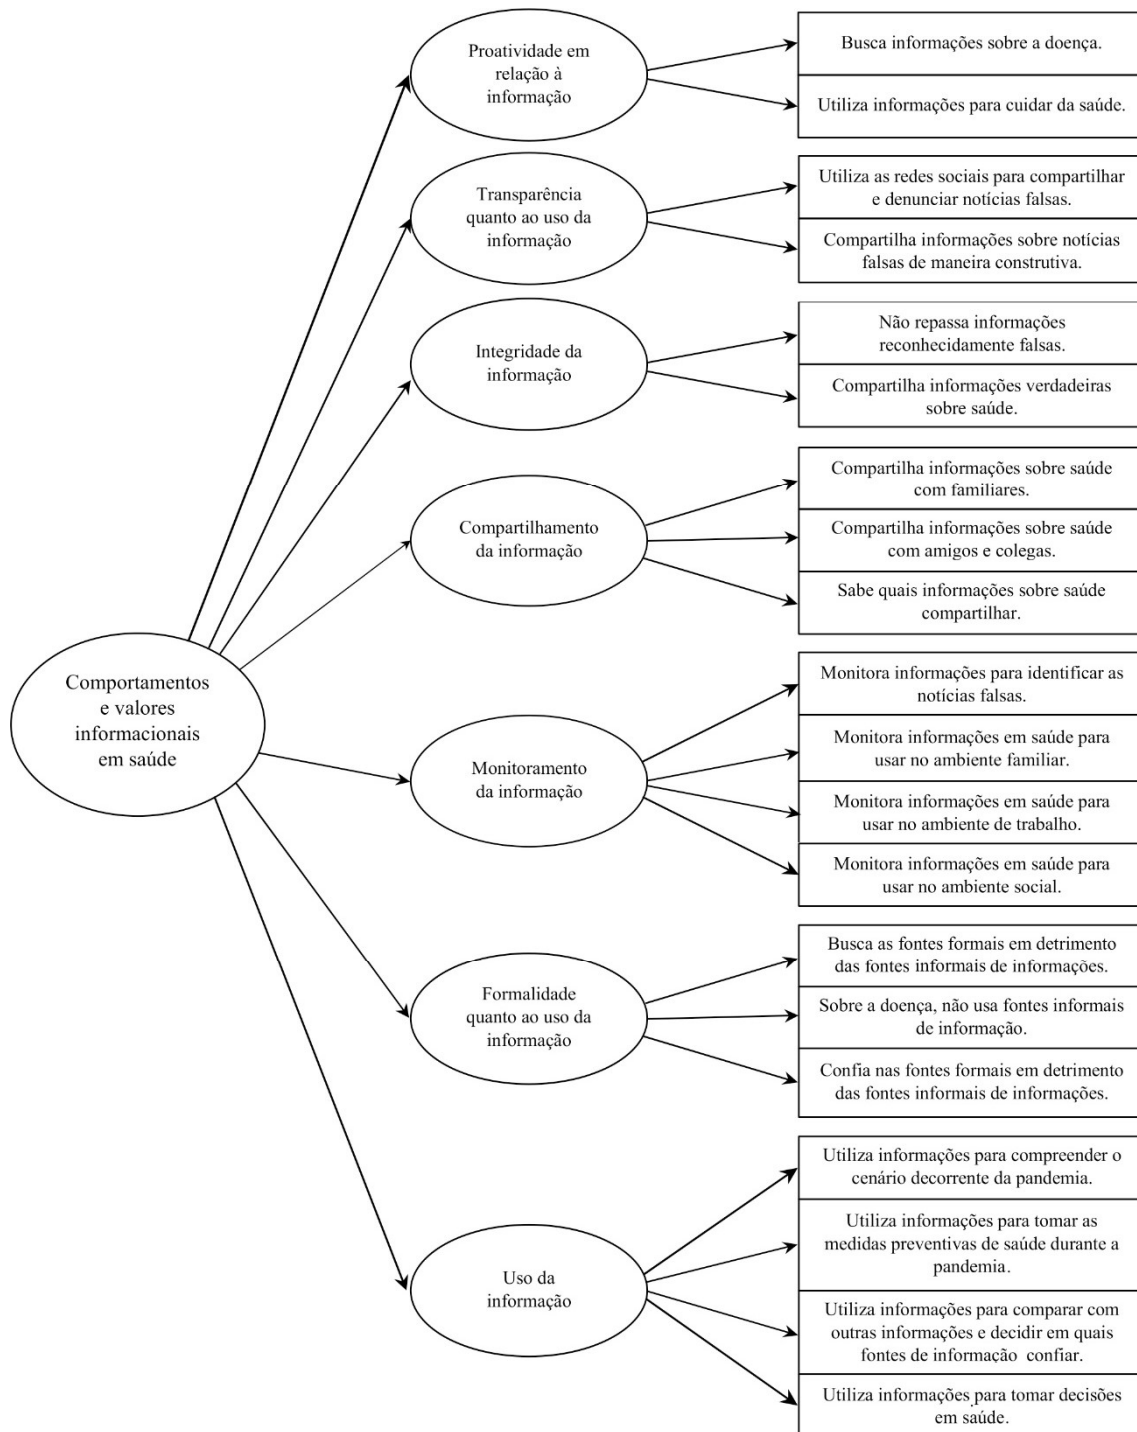 Comportamentos
e valores
informacionais
em saúde
Proatividade em
relação à
informação
Busca informações sobre a doença.
Utiliza informações para cuidar da saúde.
Transparência
quanto ao uso da
informação
Utiliza as redes sociais para compartilhar
e denunciar notícias falsas.
Compartilha informações sobre notícias
falsas de maneira construtiva.
Integridade da
informação
Não repassa informações
reconhecidamente falsas.
Compartilha informações verdadeiras
sobre saúde.
Compartilhamento
da informação
Compartilha informações sobre saúde
com familiares.
Compartilha informações sobre saúde
com amigos e colegas.
Sabe quais informações sobre saúde
compartilhar.
Monitoramento
da informação
Monitora informações para identificar as
notícias falsas.
Monitora informações em saúde para
usar no ambiente familiar.
Monitora informações em saúde para
usar no ambiente de trabalho.
Monitora informações em saúde para
usar no ambiente social.
Formalidade
quanto ao uso da
informação
Busca as fontes formais em detrimento
das fontes informais de informações.
Sobre a doença, não usa fontes informais
de informação.
Confia nas fontes formais em detrimento
das fontes informais de informações.
Uso da
informação
Utiliza informações para compreender o
cenário decorrente da pandemia.
Utiliza informações para tomar as
medidas preventivas de saúde durante a
pandemia.
Utiliza informações para comparar com
outras informações e decidir em quais
fontes de informação confiar.
Utiliza informações para tomar decisões
em saúde.